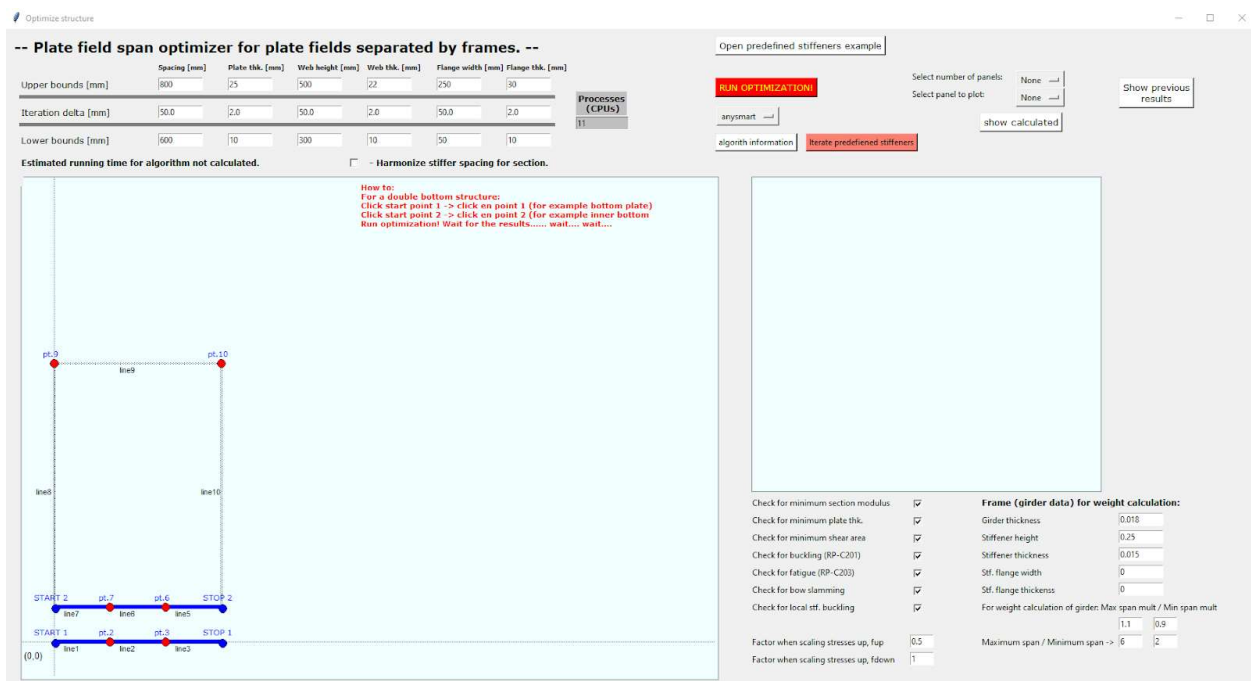 Optimize structure
-- Plate field span optimizer for plate fields separated by frames. --
Spacing [mm] Plate thk. [mm] Web height [mm] Web thk. [mm] Flange width [mm] Flange thk. [mm]
Upper bounds [mm] 800 25 500 22 250 30
Iteration delta [mm] 50.0 2.0 50.0 2.0 50.0 2.0
Lower bounds [mm] 600 10 300 10 50 10
Processes
(CPUs)
11
Estimated running time for algorithm not calculated. - Harmonize stiffer spacing for section.
Open predefined stiffeners example
RUN OPTIMIZATION!
anysmart
algorith information Iterate predefiened stiffeners
Select number of panels: None
Select panel to plot: None
show calculated
Show previous
results
How to:
For a double bottom structure:
Click start point 1 -> click en point 1 (for example bottom plate)
Click start point 2 -> click en point 2 (for example inner bottom
Run optimization! Wait for the results...... wait.... wait....
pt.9 pt.10
line9
line8 line10
START 2 pt.7 pt.6 STOP 2
line7 line6 line5
START 1 pt.2 pt.3 STOP 1
line1 line2 line3
(0,0)
Check for minimum section modulus
Check for minimum plate thk.
Check for minimum shear area
Check for buckling (RP-C201)
Check for fatigue (RP-C203)
Check for bow slamming
Check for local stf. buckling
Factor when scaling stresses up, fup 0.5
Factor when scaling stresses up, fdown 1
Frame (girder data) for weight calculation:
Girder thickness 0.018
Stiffener height 0.25
Stiffener thickness 0.015
Stf. flange width 0
Stf. flange thickenss 0
For weight calculation of girder: Max span mult / Min span mult
1.1 0.9
Maximum span / Minimum span -> 6 2